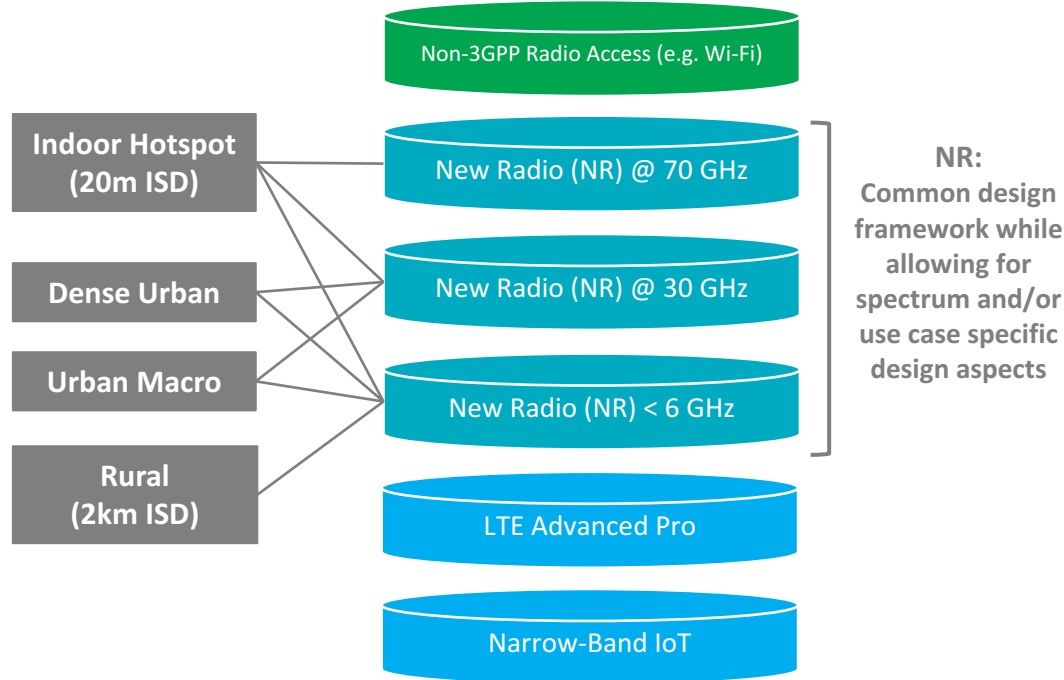 Non-3GPP Radio Access (e.g. Wi-Fi)
Indoor Hotspot
(20m ISD)
New Radio (NR) @ 70 GHz
Dense Urban
New Radio (NR) @ 30 GHz
Urban Macro
New Radio (NR) < 6 GHz
Rural
(2km ISD)
LTE Advanced Pro
Narrow-Band IoT
NR:
Common design
framework while
allowing for
spectrum and/or
use case specific
design aspects